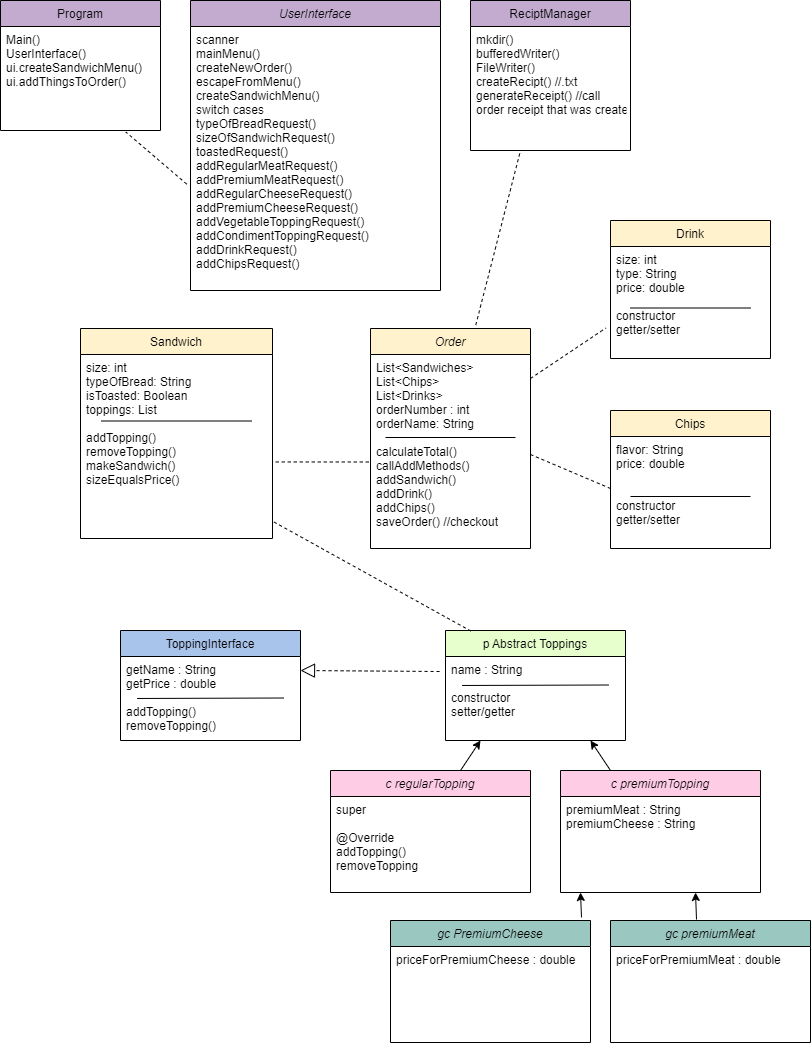 Program
Main()
UserInterface()
ui.createSandwichMenu()
ui.addThingsToOrder()
UserInterface
scanner
mainMenu()
createNewOrder()
escapeFromMenu()
createSandwichMenu()
switch cases
typeOfBreadRequest()
sizeOfSandwichRequest()
toastedRequest()
addRegularMeatRequest()
addPremiumMeatRequest()
addRegularCheeseRequest()
addPremiumCheeseRequest()
addVegetableToppingRequest()
addCondimentToppingRequest()
addDrinkRequest()
addChipsRequest()
ReciptManager
mkdir()
bufferedWriter()
FileWriter()
createRecipt() //.txt
generateReceipt() //call
order receipt that was create
Drink
size: int
type: String
price: double
constructor
getter/setter
Sandwich
size: int
typeOfBread: String
isToasted: Boolean
toppings: List
addTopping()
removeTopping()
makeSandwich()
sizeEqualsPrice()
Order
List<Sandwiches>
List<Chips>
List<Drinks>
orderNumber : int
orderName: String
calculateTotal()
callAddMethods()
addSandwich()
addDrink()
addChips()
saveOrder() //checkout
Chips
flavor: String
price: double
constructor
getter/setter
ToppingInterface
getName : String
getPrice : double
addTopping()
removeTopping()
p Abstract Toppings
name : String
constructor
setter/getter
c regularTopping
super
@Override
addTopping()
removeTopping
c premiumTopping
premiumMeat : String
premiumCheese : String
gc PremiumCheese
priceForPremiumCheese : double
gc premiumMeat
priceForPremiumMeat : double